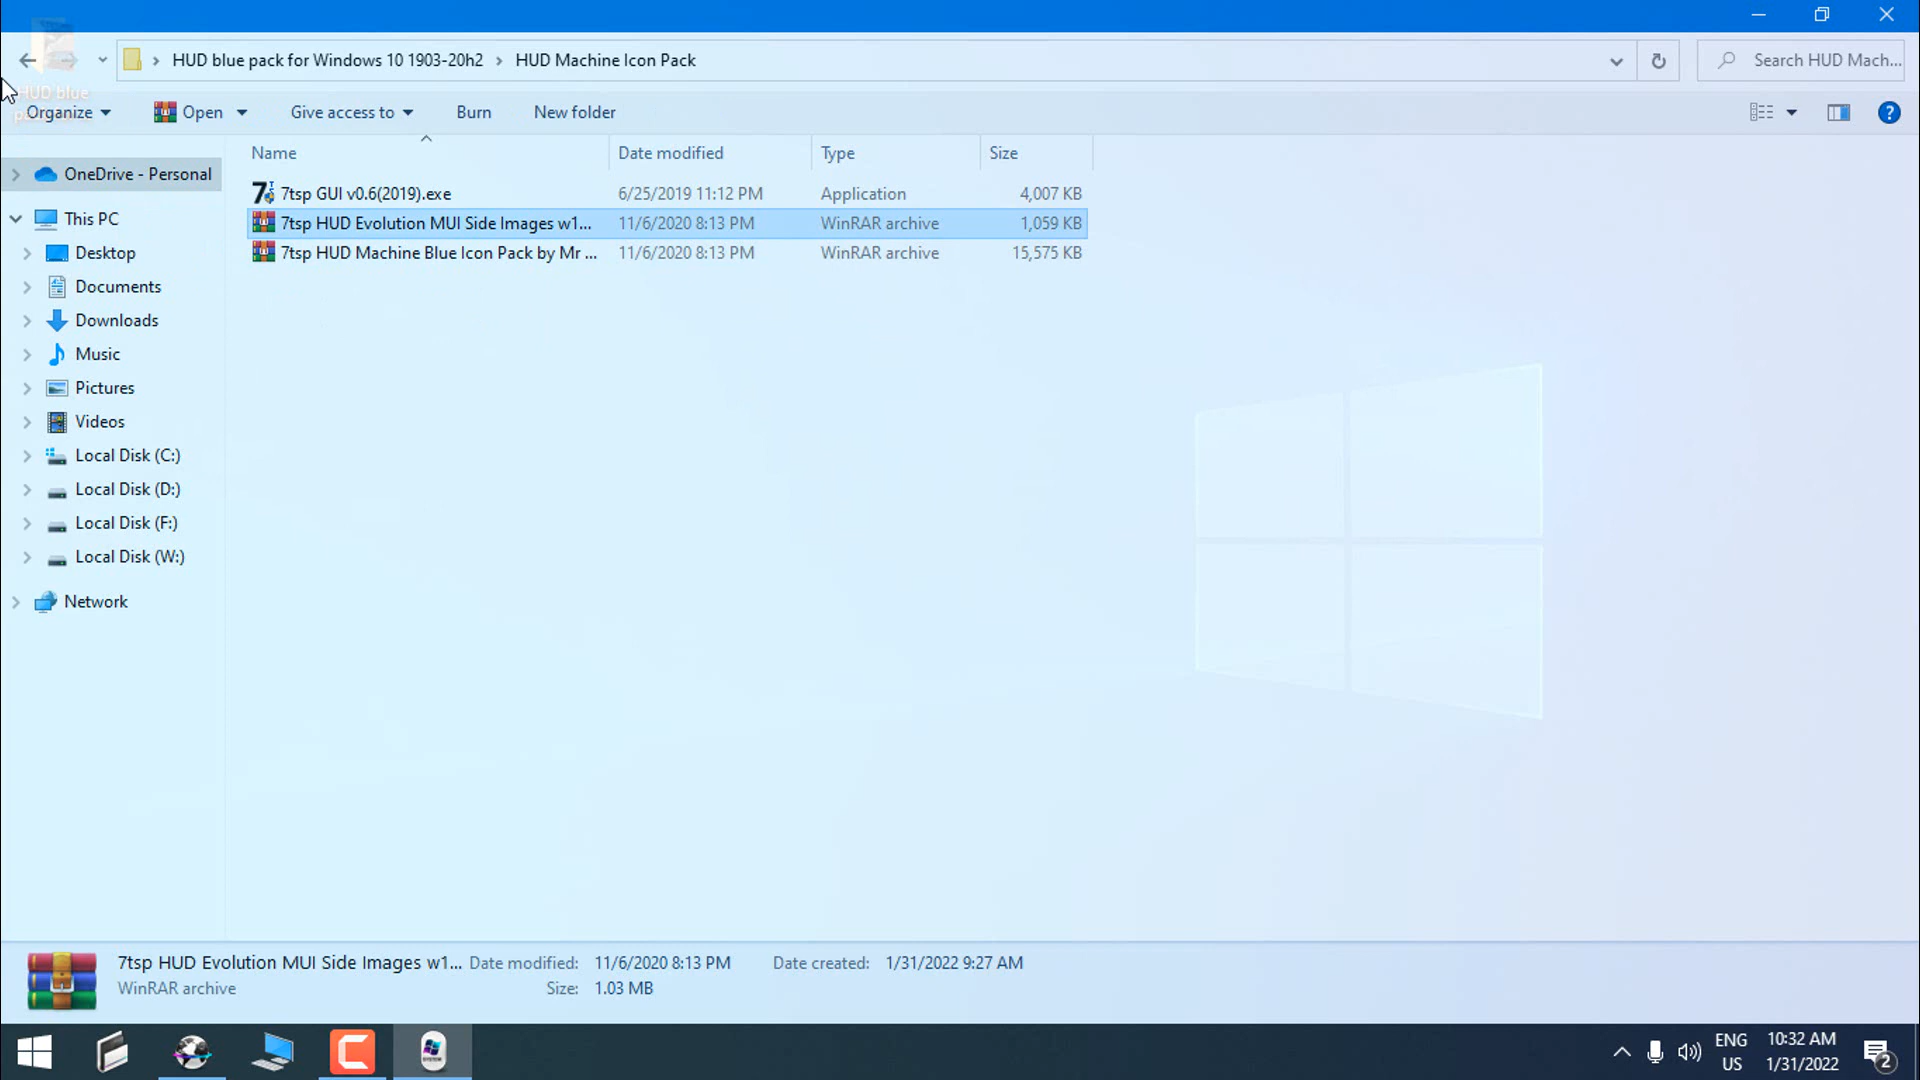 HUD blue pack for Windows 10 1903-20h2 HUD Machine Icon Pack
Search HUD Mach...
HUD blue
Organize Open Give access to Burn New folder
Name Date modified Type Size
7tsp GUI v0.6(2019).exe 6/25/2019 11:12 PM Application 4,007 KB
7tsp HUD Evolution MUI Side Images w1... 11/6/2020 8:13 PM WinRAR archive 1,059 KB
7tsp HUD Machine Blue Icon Pack by Mr ... 11/6/2020 8:13 PM WinRAR archive 15,575 KB
OneDrive - Personal
This PC
Desktop
Documents
Downloads
Music
Pictures
Videos
Local Disk (C:)
Local Disk (D:)
Local Disk (F:)
Local Disk (W:)
Network
7tsp HUD Evolution MUI Side Images w1... Date modified: 11/6/2020 8:13 PM Date created: 1/31/2022 9:27 AM
WinRAR archive Size: 1.03 MB
SYSTEM
ENG
US
10:32 AM
1/31/2022
2